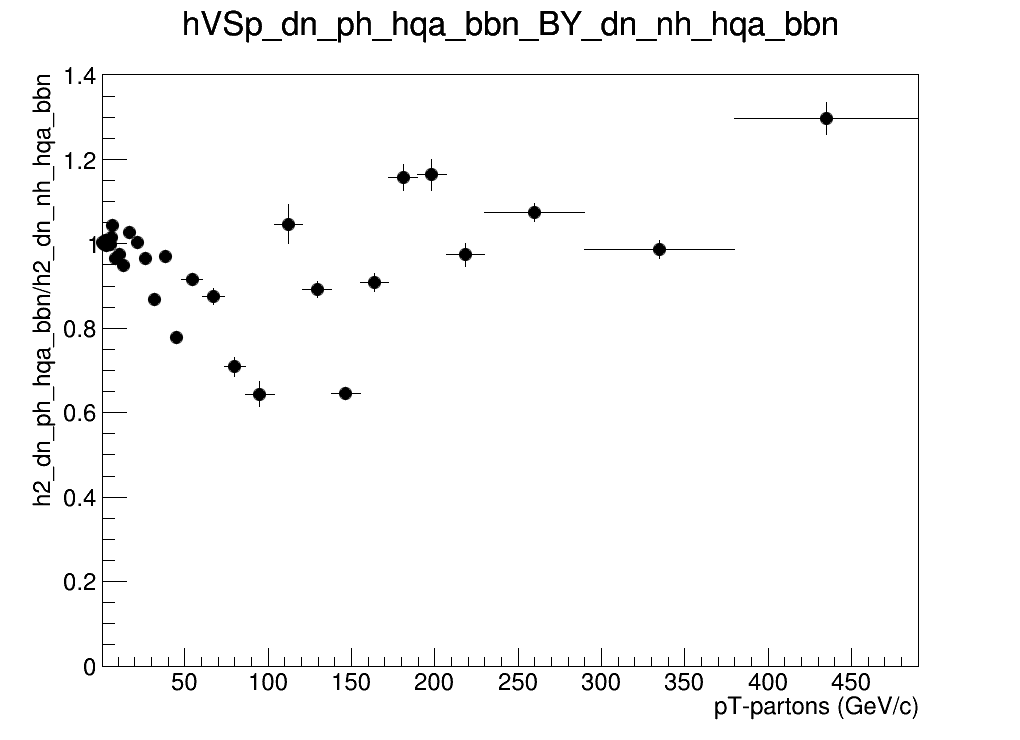 hVSp_dn_ph_hqa_bbn_BY_dn_nh_hqa_bbn
h2_dn_ph_hqa_bbn/h2_dn_nh_hqa_bbn
1.4
1.2
1
0.8
0.6
0.4
0.2
0
50 100 150 200 250 300 350 400 450
pT-partons (GeV/c)